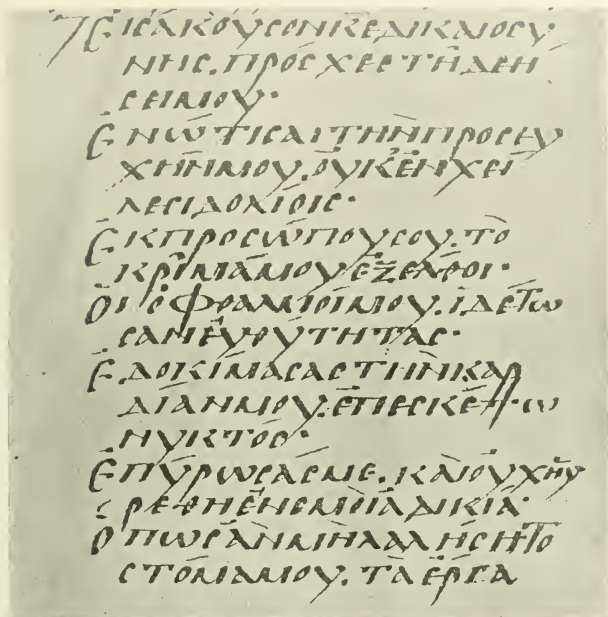 ΕΙϹΑΚΟΥϹΟΝ ΚΕ ΔΙΚΑΙΟϹΥ
ΝΗϹ. ΠΡΟϹΧΕϹ ΤΗ ΔΕΗ
ϹΕΙ ΜΟΥ·
ΕΝΩΤΙϹΑΙ ΤΗΝ ΠΡΟϹΕΥ
ΧΗΝ ΜΟΥ. ΟΥΚ ΕΝ ΧΕΙ
ΛΕϹΙ ΔΟΛΙΟΙϹ·
ΕΚ ΠΡΟϹΩΠΟΥ ϹΟΥ. ΤΟ
ΚΡΙΜΑ ΜΟΥ ΕΞΕΛΘΟΙ·
ΟΙ ΟΦΘΑΛΜΟΙ ΜΟΥ. ΙΔΕΤΩ
ϹΑΝ ΕΥΘΥΤΗΤΑϹ·
ΕΔΟΚΙΜΑϹΑϹ ΤΗΝ ΚΑΡ
ΔΙΑΝ ΜΟΥ. ΕΠΕϹΚΕΨΩ
ΝΥΚΤΟϹ·
ΕΠΥΡΩϹΑϹ ΜΕ. ΚΑΙ ΟΥΧ ΗΥ
ΡΕΘΗ ΕΝ ΕΜΟΙ ΑΔΙΚΙΑ·
ΟΠΩϹ ΑΝ ΜΗ ΛΑΛΗϹΗ ΤΟ
ϹΤΟΜΑ ΜΟΥ. ΤΑ ΕΡΓΑ